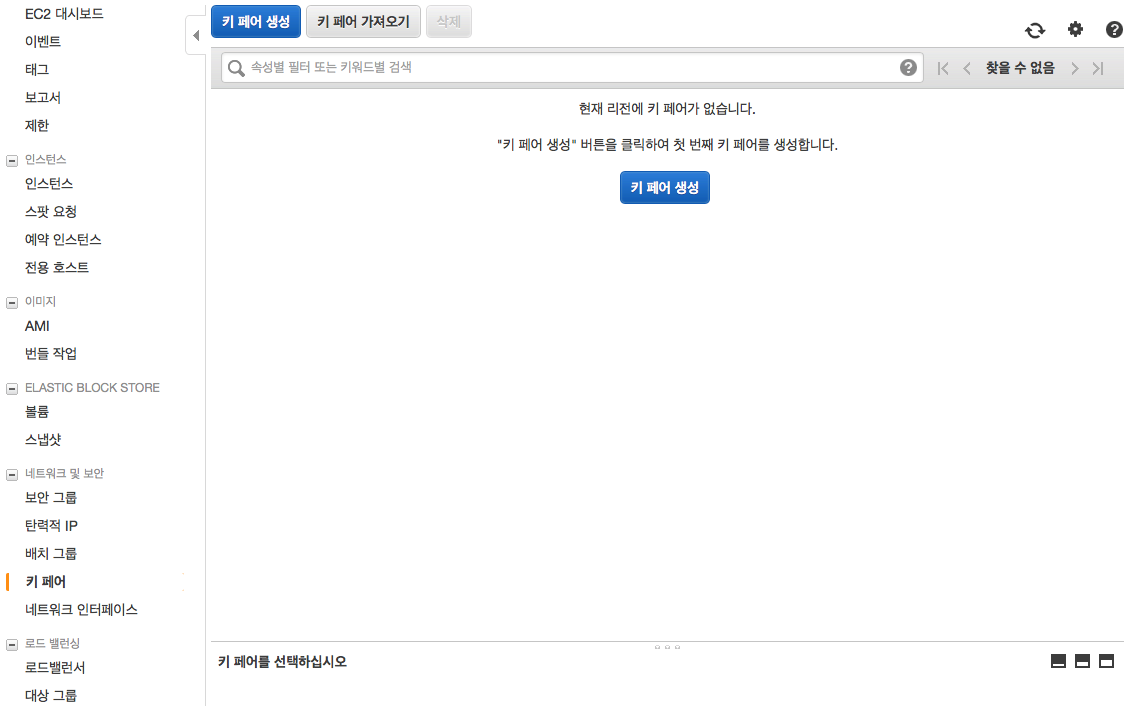 EC2 대시보드
이벤트
태그
보고서
제한
인스턴스
인스턴스
스팟 요청
예약 인스턴스
전용 호스트
이미지
AMI
번들 작업
ELASTIC BLOCK STORE
볼륨
스냅샷
네트워크 및 보안
보안 그룹
탄력적 IP
배치 그룹
키 페어
네트워크 인터페이스
로드 밸런싱
로드밸런서
대상 그룹
키 페어 생성 키 페어 가져오기 삭제
속성별 필터 또는 키워드별 검색 찾을 수 없음
현재 리전에 키 페어가 없습니다.
"키 페어 생성" 버튼을 클릭하여 첫 번째 키 페어를 생성합니다.
키 페어 생성
키 페어를 선택하십시오